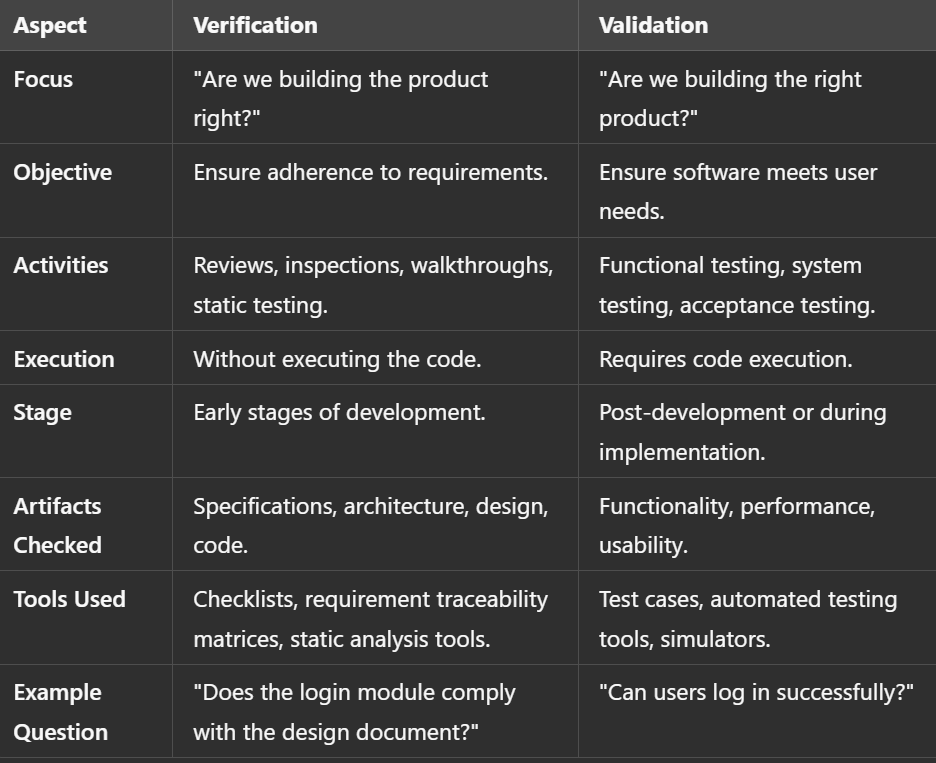 Aspect Verification Validation
Focus "Are we building the product "Are we building the right
right?" product?"
Objective Ensure adherence to requirements. Ensure software meets user
needs.
Activities Reviews, inspections, walkthroughs, Functional testing, system
static testing. testing, acceptance testing.
Execution Without executing the code. Requires code execution.
Stage Early stages of development. Post-development or during
implementation.
Artifacts Specifications, architecture, design, Functionality, performance,
Checked code. usability.
Tools Used Checklists, requirement traceability Test cases, automated testing
matrices, static analysis tools. tools, simulators.
Example "Does the login module comply "Can users log in successfully?"
Question with the design document?"